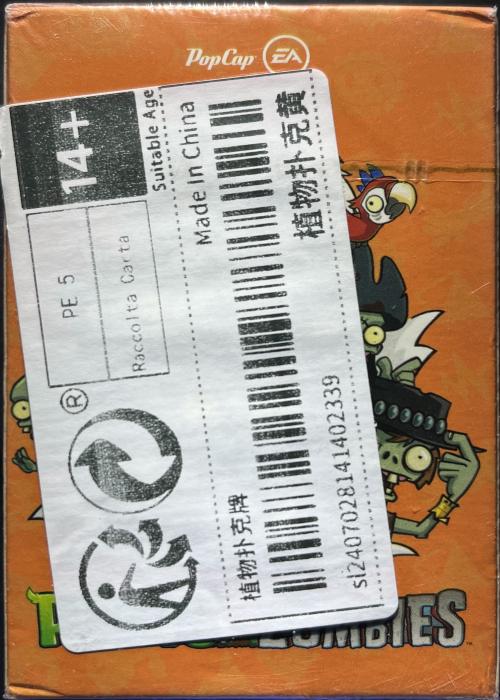 PopCap EA
14+
Suitable Age
PE 5
Raccolta Carta
Made In China
植物扑克黄
植物扑克牌
sl2407028141402339
®
ZOMBIES